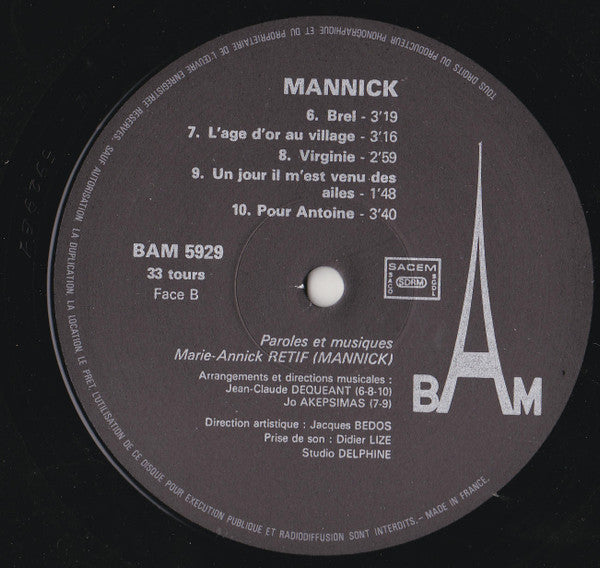 MANNICK
6. Brel - 3'19
7. L'age d'or au village - 3'16
8. Virginie - 2'59
9. Un jour il m'est venu des
ailes - 1'48
10. Pour Antoine - 3'40
BAM 5929
33 tours
Face B
SACEM
SACD SDRM SGDL
Paroles et musiques
Marie-Annick RETIF (MANNICK)
Arrangements et directions musicales :
Jean-Claude DEQUEANT (6-8-10)
Jo AKEPSIMAS (7-9)
Direction artistique : Jacques BEDOS
Prise de son : Didier LIZE
Studio DELPHINE
BAM
TOUS DROITS DU PRODUCTEUR PHONOGRAPHIQUE ET DU PROPRIETAIRE DE L'ŒUVRE ENREGISTREE RESERVES. SAUF AUTORISATION, LA DUPLICATION, LA LOCATION, LE PRET, L'UTILISATION DE CE DISQUE POUR EXECUTION PUBLIQUE ET RADIODIFFUSION SONT INTERDITS. - MADE IN FRANCE.